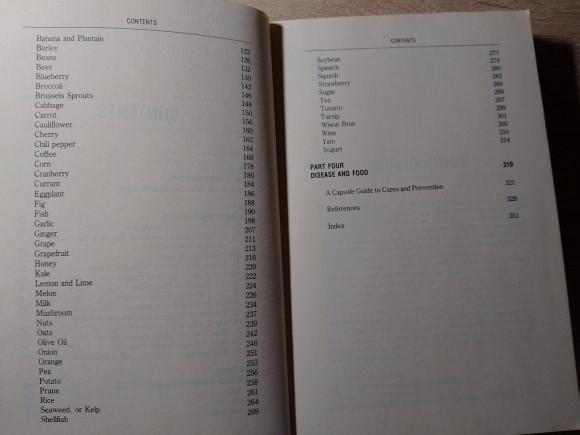 CONTENTS
Banana and Plantain 122
Barley 126
Beans 132
Beer 139
Blueberry 143
Broccoli 146
Brussels Sprouts 148
Cabbage 150
Carrot 156
Cauliflower 160
Cherry 162
Chili pepper 164
Coffee 169
Corn 178
Cranberry 180
Currant 184
Eggplant 186
Fig 188
Fish 190
Garlic 198
Ginger 207
Grape 211
Grapefruit 213
Honey 216
Kale 220
Lemon and Lime 222
Melon 224
Milk 226
Mushroom 234
Nuts 237
Oats 239
Olive Oil 242
Onion 246
Orange 251
Pea 253
Potato 256
Prune 258
Rice 261
Seaweed, or Kelp 264
Shellfish 269
CONTENTS
Soybean 273
Spinach 278
Squash 280
Strawberry 282
Sugar 284
Tea 289
Tomato 297
Turnip 299
Wheat Bran 301
Wine 305
Yam 310
Yogurt 314
PART FOUR
DISEASE AND FOOD 319
A Capsule Guide to Cures and Prevention 321
References 329
Index 351